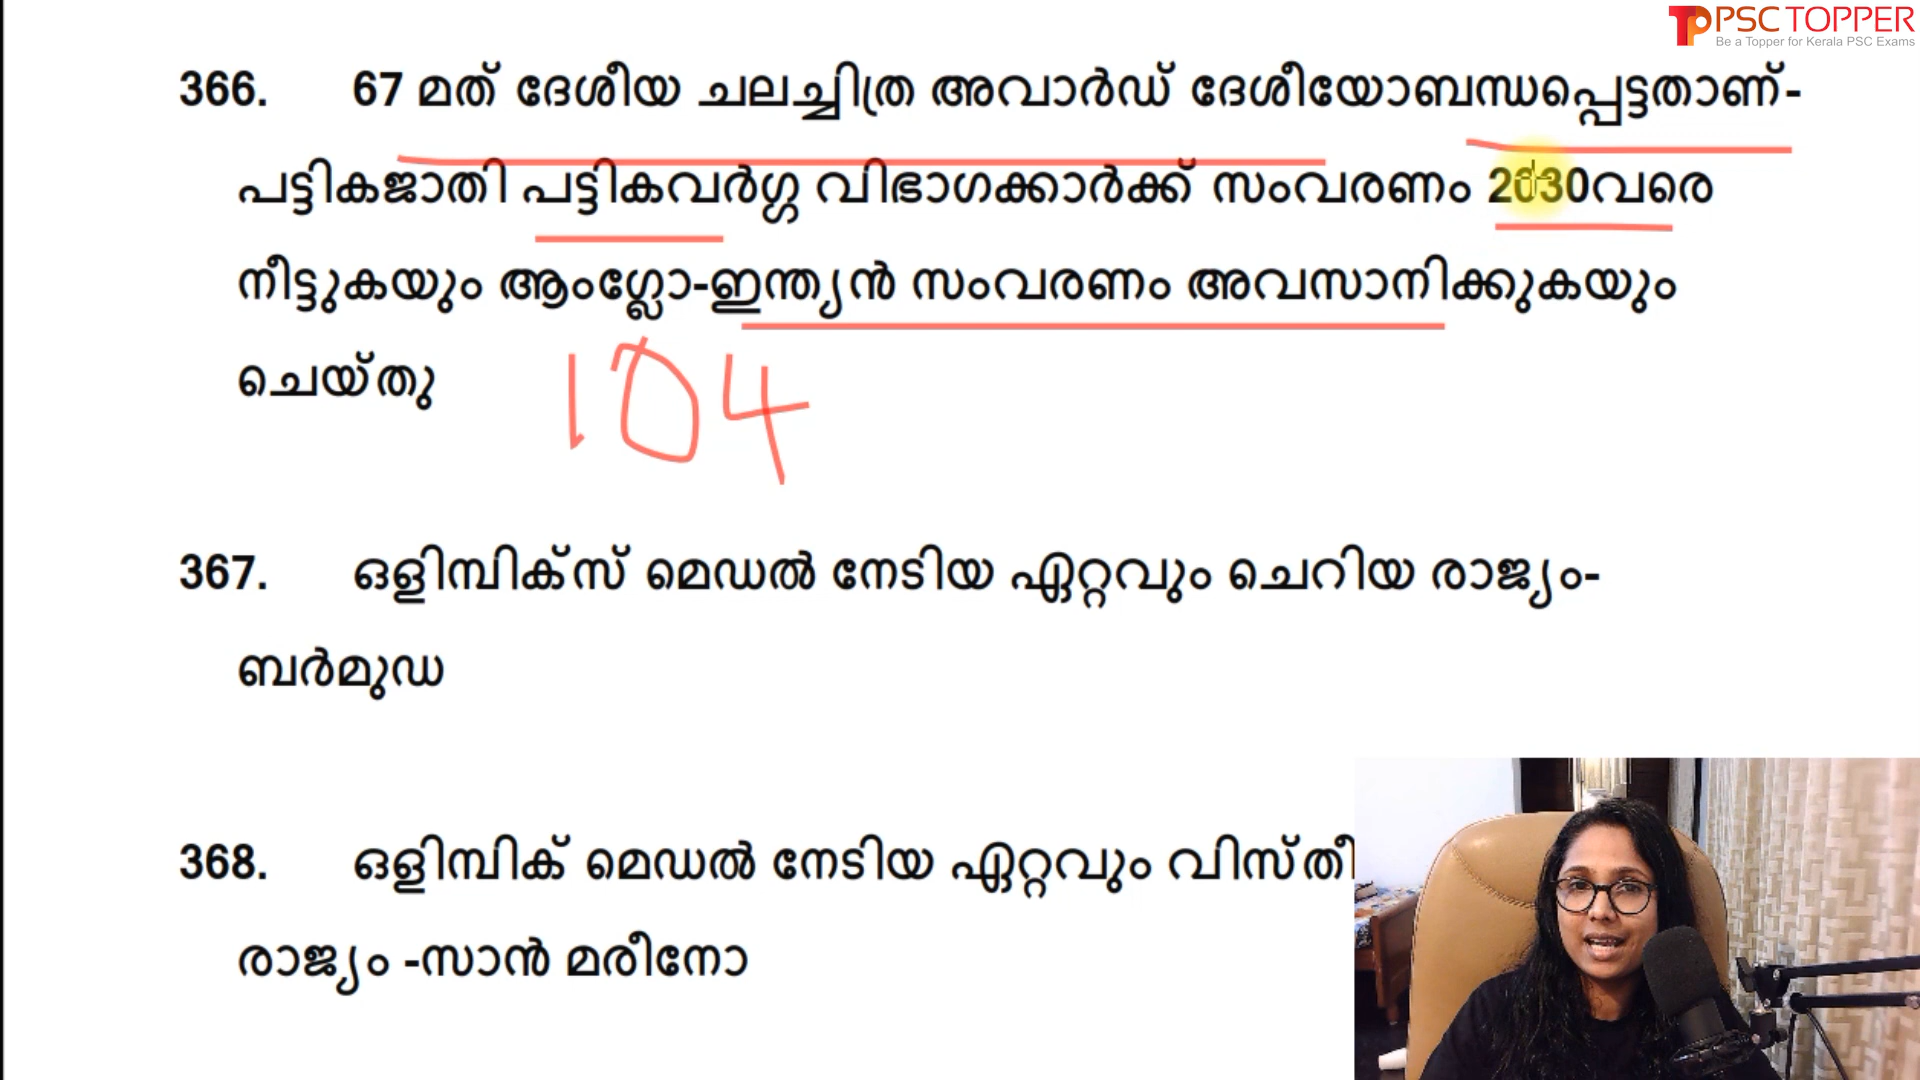 PSC TOPPER
Be a Topper for Kerala PSC Exams
366. 67 മത് ദേശീയ ചലച്ചിത്ര അവാർഡ് ദേശീയോബന്ധപ്പെട്ടതാണ്-
പട്ടികജാതി പട്ടികവർഗ്ഗ വിഭാഗക്കാർക്ക് സംവരണം 2030വരെ
നീട്ടുകയും ആംഗ്ലോ-ഇന്ത്യൻ സംവരണം അവസാനിക്കുകയും
ചെയ്തു 104
367. ഒളിമ്പിക്സ് മെഡൽ നേടിയ ഏറ്റവും ചെറിയ രാജ്യം-
ബർമുഡ
368. ഒളിമ്പിക് മെഡൽ നേടിയ ഏറ്റവും
രാജ്യം -സാൻ മരീനോ